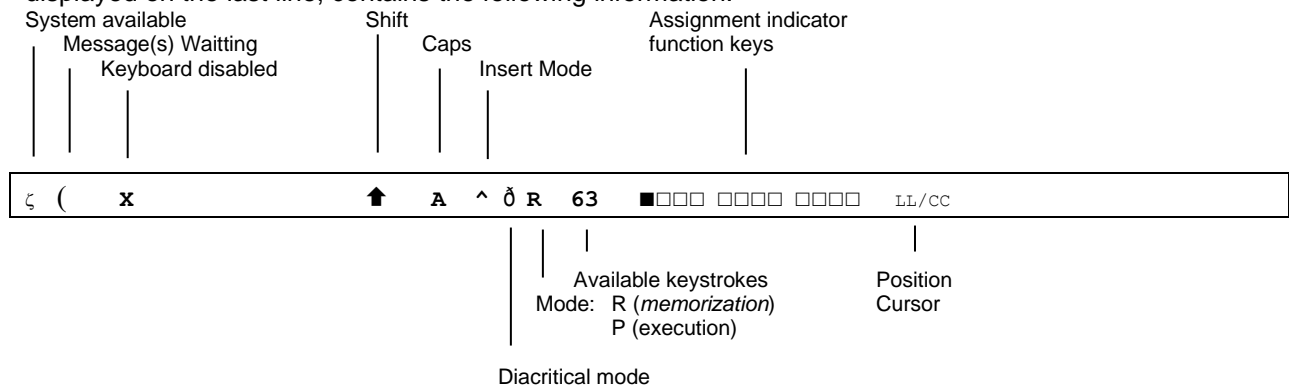 displayed on the last line, contains the following information:
System available Shift Assignment indicator
Message(s) Waitting Caps function keys
Keyboard disabled Insert Mode
ζ ( X ⬆ A ^ ð R 63 ■□□□ □□□□ □□□□ LL/CC
Available keystrokes Position
Mode: R (memorization) Cursor
P (execution)
Diacritical mode